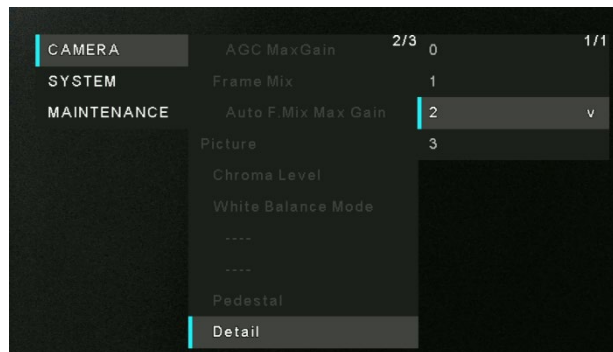 CAMERA
SYSTEM
MAINTENANCE
2/3
AGC MaxGain
Frame Mix
Auto F.Mix Max Gain
Picture
Chroma Level
White Balance Mode
----
----
Pedestal
Detail
1/1
0
1
2 v
3